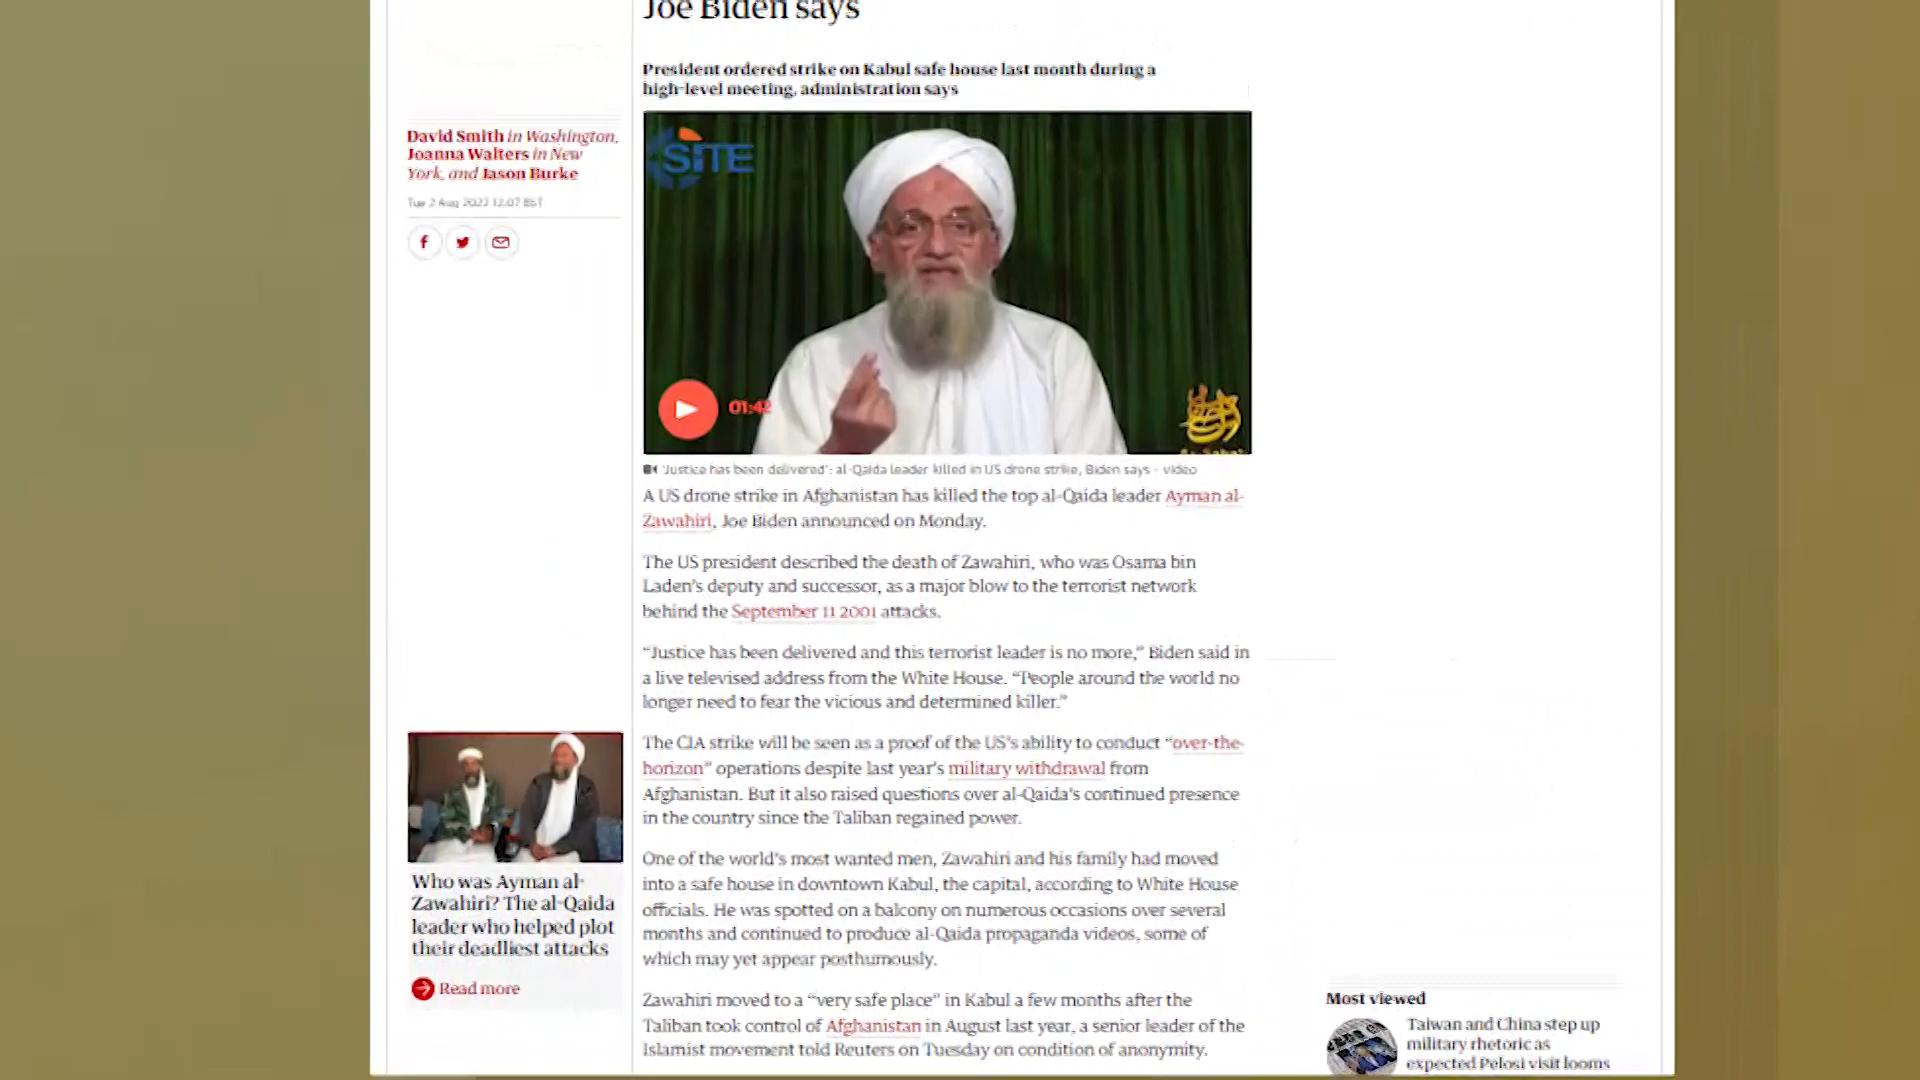 Joe Biden says
President ordered strike on Kabul safe house last month during a
high-level meeting, administration says
David Smith in Washington,
Joanna Walters in New
York, and Jason Burke
Tue 2 Aug 2022 12.07 BST
SITE
01:42
'Justice has been delivered': al-Qaida leader killed in US drone strike, Biden says - video
A US drone strike in Afghanistan has killed the top al-Qaida leader Ayman al-
Zawahiri, Joe Biden announced on Monday.
The US president described the death of Zawahiri, who was Osama bin
Laden's deputy and successor, as a major blow to the terrorist network
behind the September 11 2001 attacks.
“Justice has been delivered and this terrorist leader is no more,” Biden said in
a live televised address from the White House. “People around the world no
longer need to fear the vicious and determined killer.”
The CIA strike will be seen as a proof of the US's ability to conduct “over-the-
horizon” operations despite last year's military withdrawal from
Afghanistan. But it also raised questions over al-Qaida's continued presence
in the country since the Taliban regained power.
One of the world's most wanted men, Zawahiri and his family had moved
into a safe house in downtown Kabul, the capital, according to White House
officials. He was spotted on a balcony on numerous occasions over several
months and continued to produce al-Qaida propaganda videos, some of
which may yet appear posthumously.
Zawahiri moved to a “very safe place” in Kabul a few months after the
Taliban took control of Afghanistan in August last year, a senior leader of the
Islamist movement told Reuters on Tuesday on condition of anonymity.
Who was Ayman al-
Zawahiri? The al-Qaida
leader who helped plot
their deadliest attacks
Read more
Most viewed
Taiwan and China step up
military rhetoric as
expected Pelosi visit looms